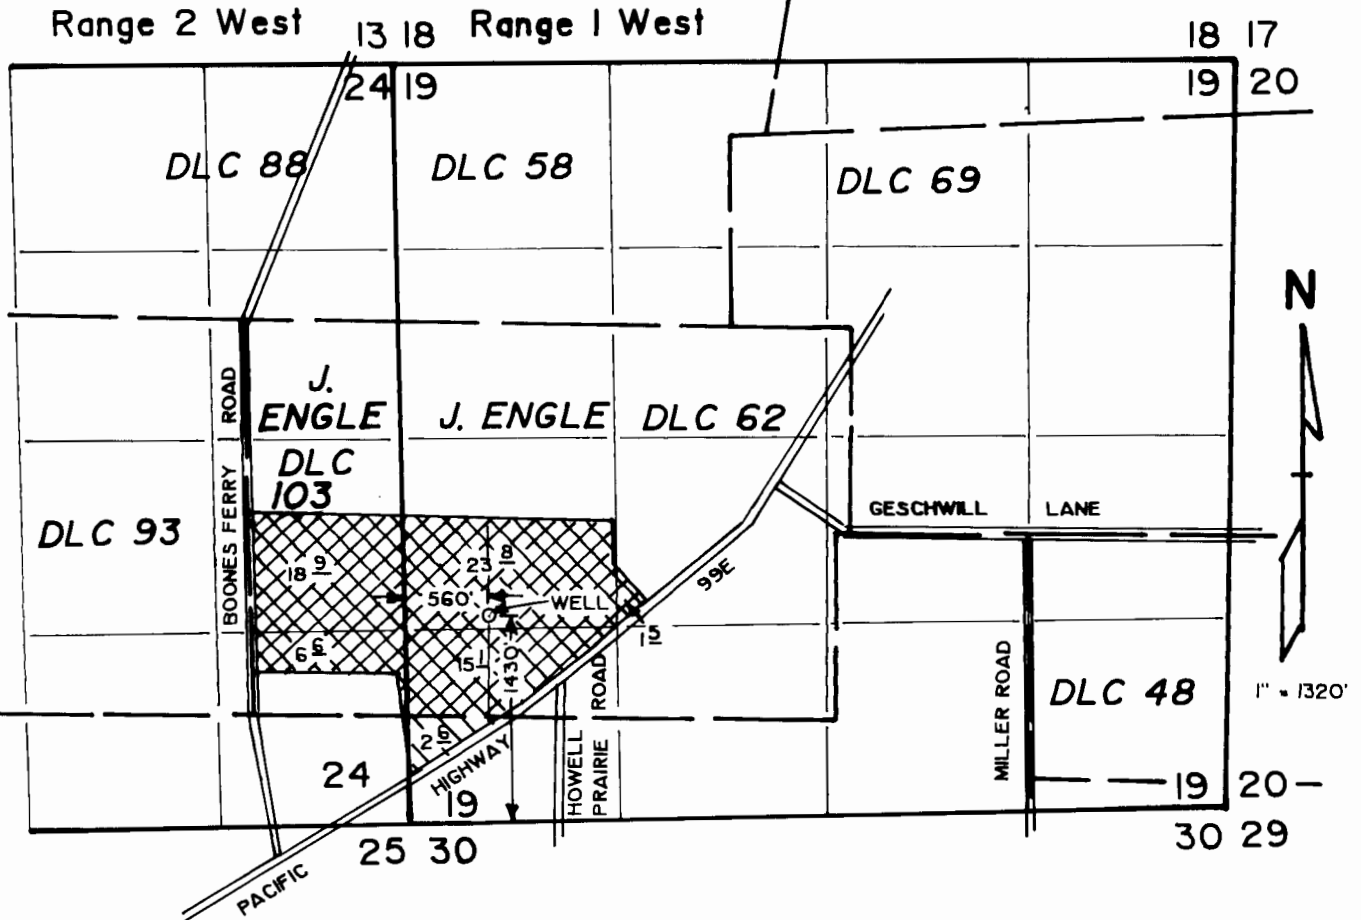 Range 2 West
13 18
Range 1 West
18 17
24 19
19 20
DLC 88
DLC 58
DLC 69
N
J.
ENGLE
DLC
103
J. ENGLE
DLC 62
BOONES FERRY ROAD
DLC 93
GESCHWILL LANE
99E
18 9
23 8
560'
WELL
1 5
6 6
15 1
1430'
HOWELL
PRAIRIE ROAD
MILLER ROAD
DLC 48
1" = 1320'
PACIFIC HIGHWAY
24
19
19 20
25 30
30 29